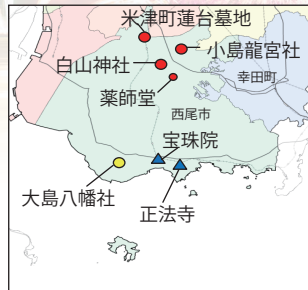 米津町蓮台墓地
小島龍宮社
白山神社
幸田町
薬師堂
西尾市
宝珠院
大島八幡社
正法寺